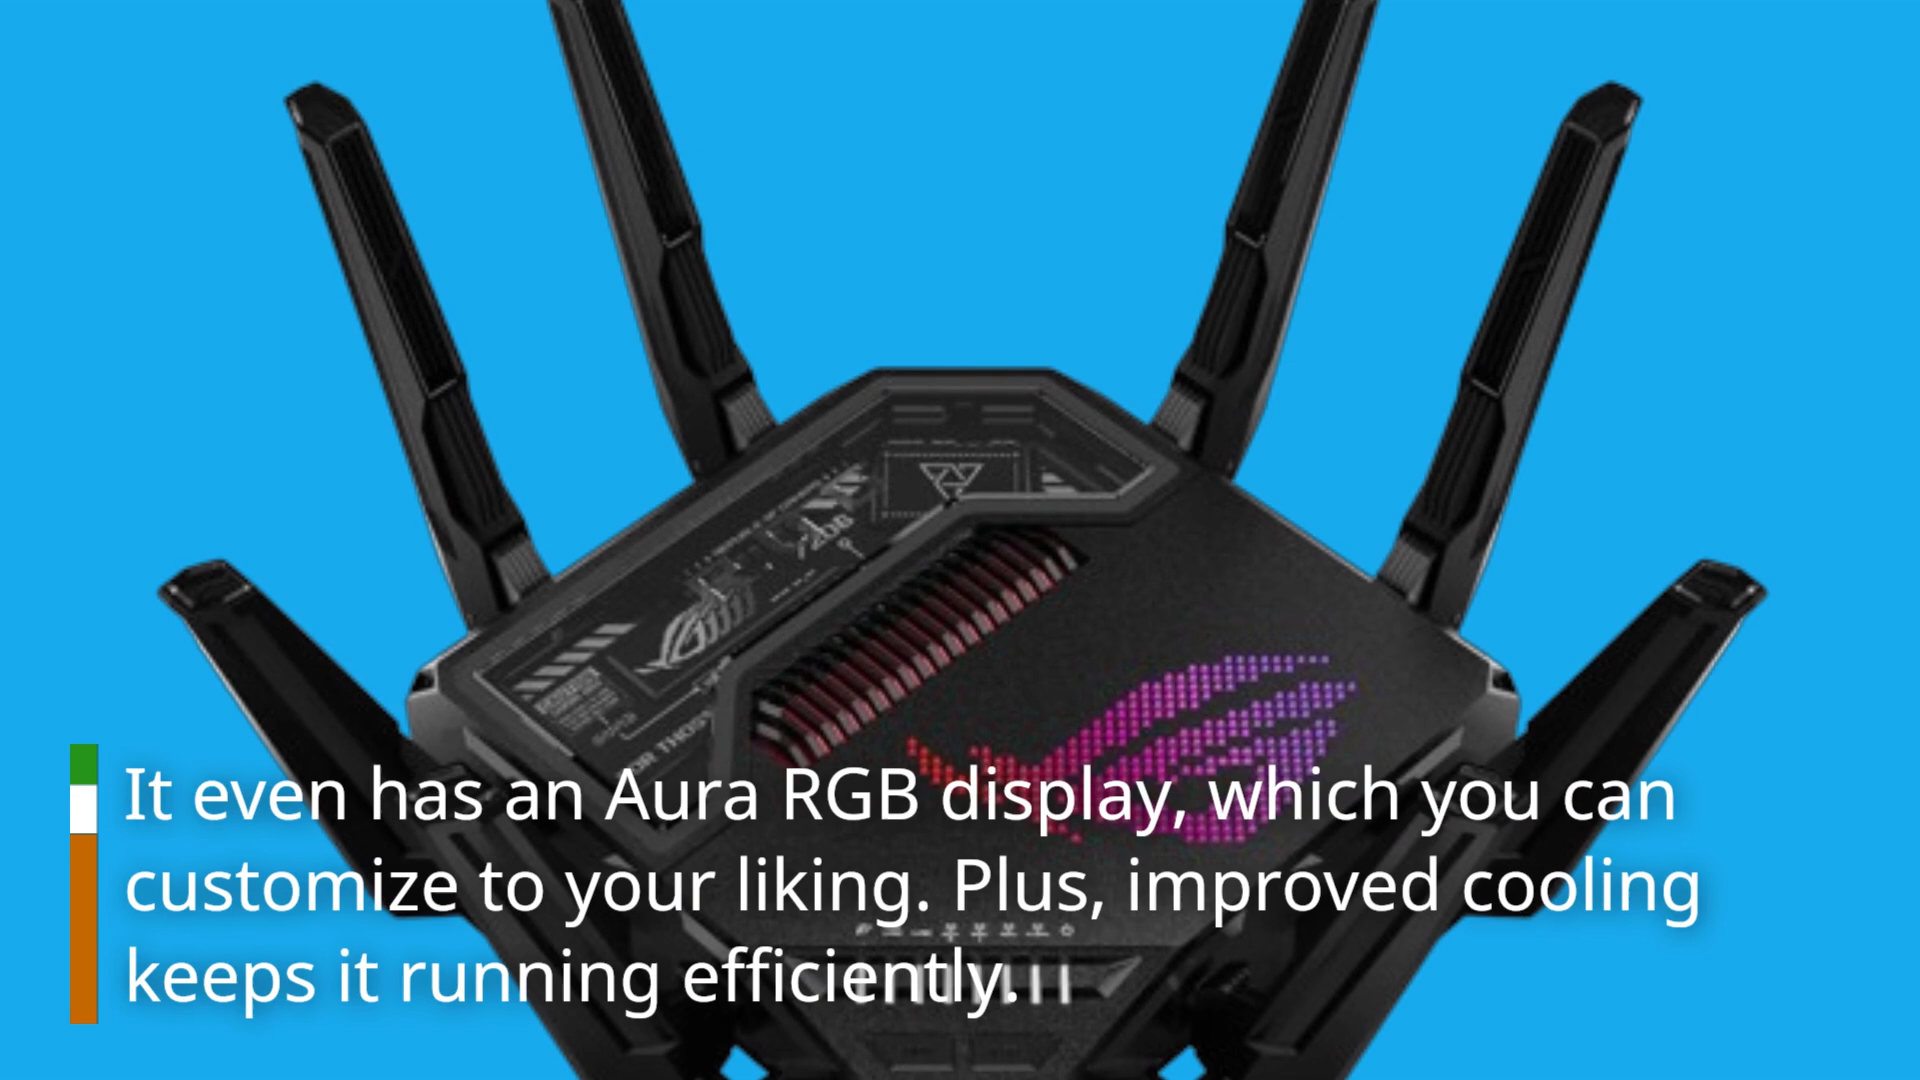 It even has an Aura RGB display, which you can
customize to your liking. Plus, improved cooling
keeps it running efficiently.